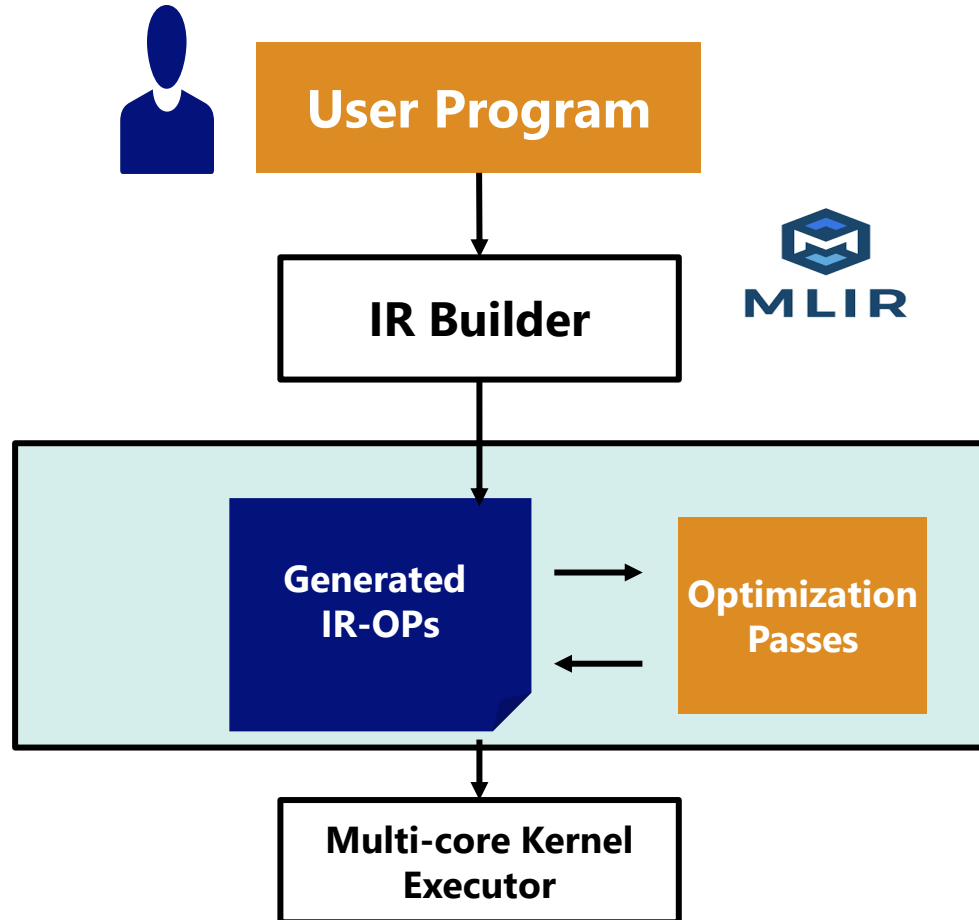 User Program
IR Builder
MLIR
Generated
IR-OPs
Optimization
Passes
Multi-core Kernel
Executor